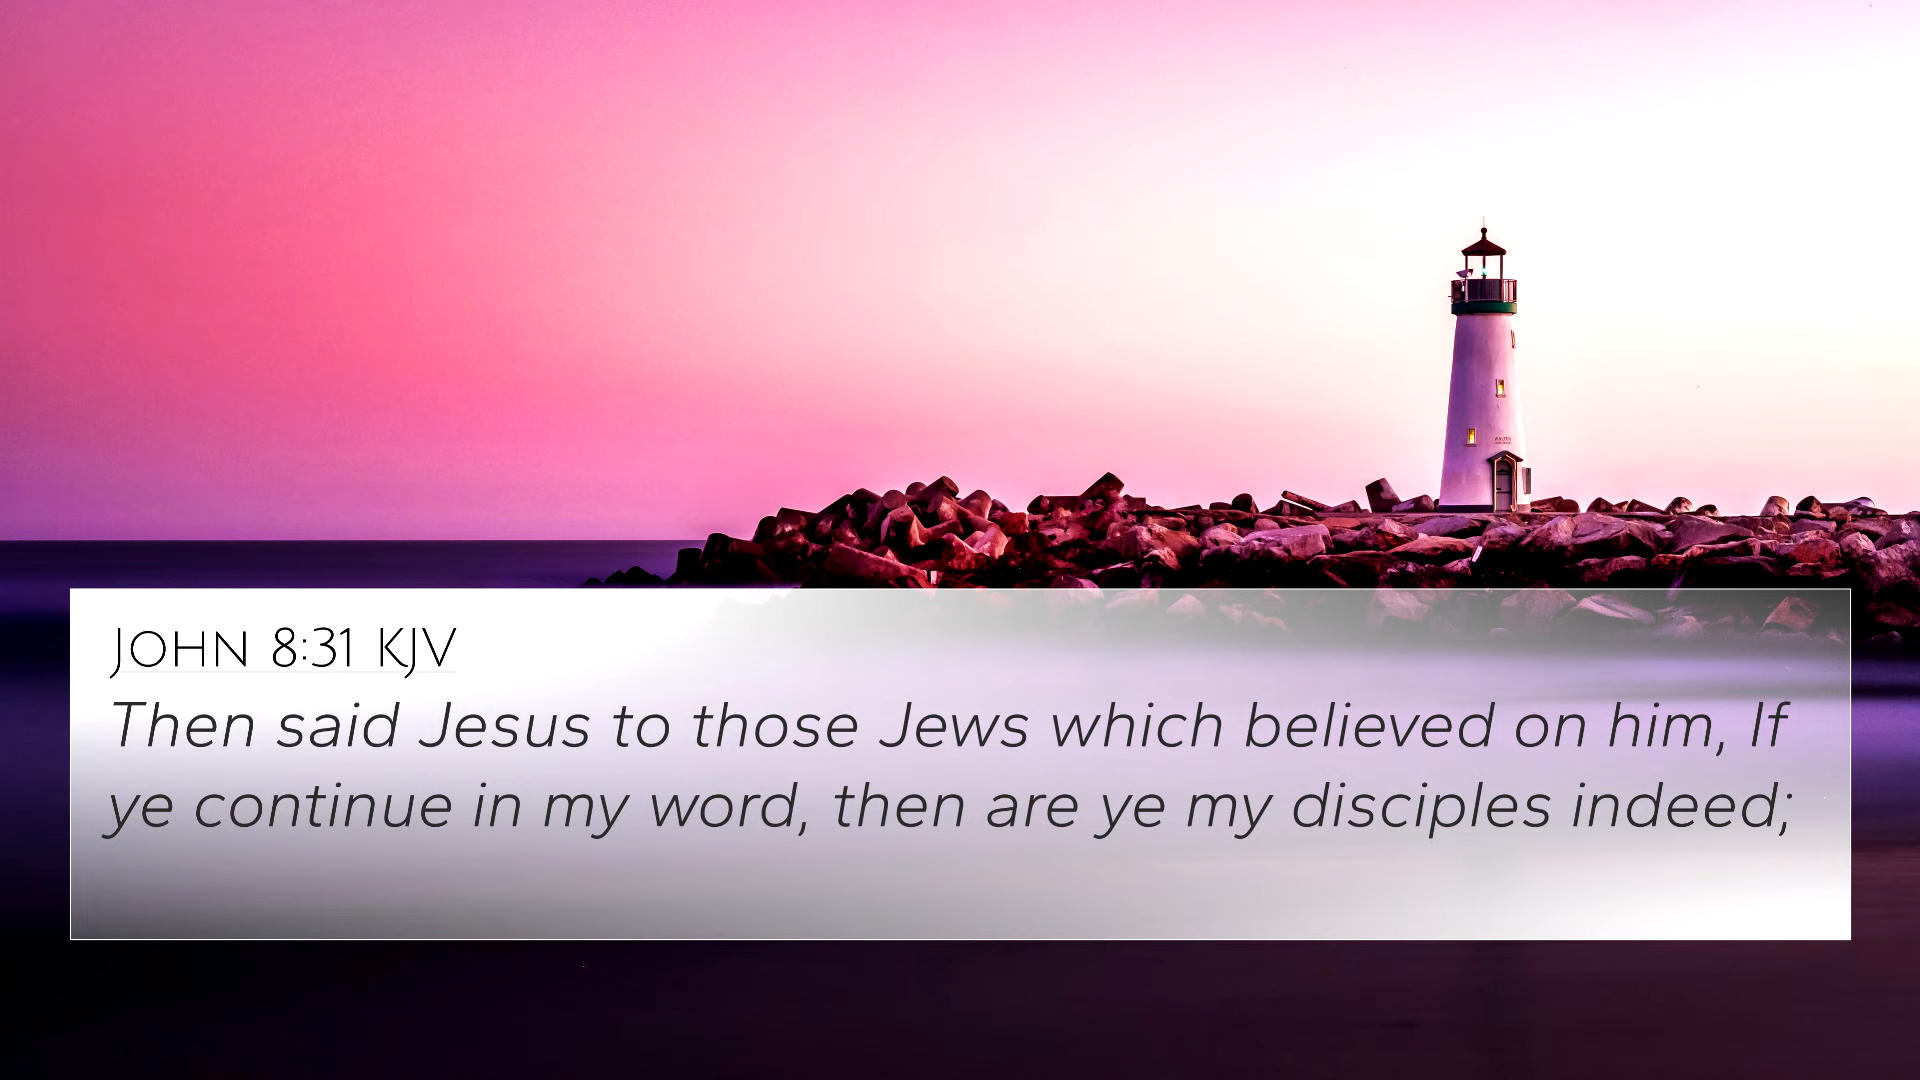 John 8:31 KJV
Then said Jesus to those Jews which believed on him, If
ye continue in my word, then are ye my disciples indeed;